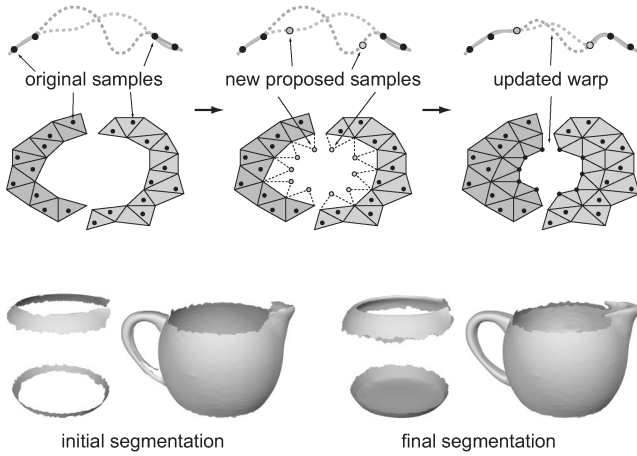 original samples
new proposed samples
updated warp
initial segmentation
final segmentation